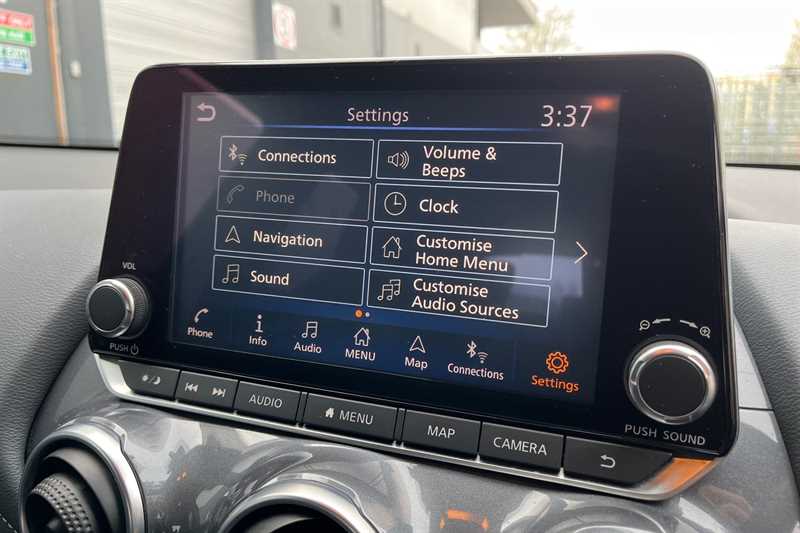 Settings
3:37
Connections
Volume &
Beeps
Phone
Clock
Navigation
Customise
Home Menu
Sound
Customise
Audio Sources
Phone
Info
Audio
MENU
Map
Connections
Settings
VOL
PUSH
AUDIO
MENU
MAP
CAMERA
PUSH SOUND